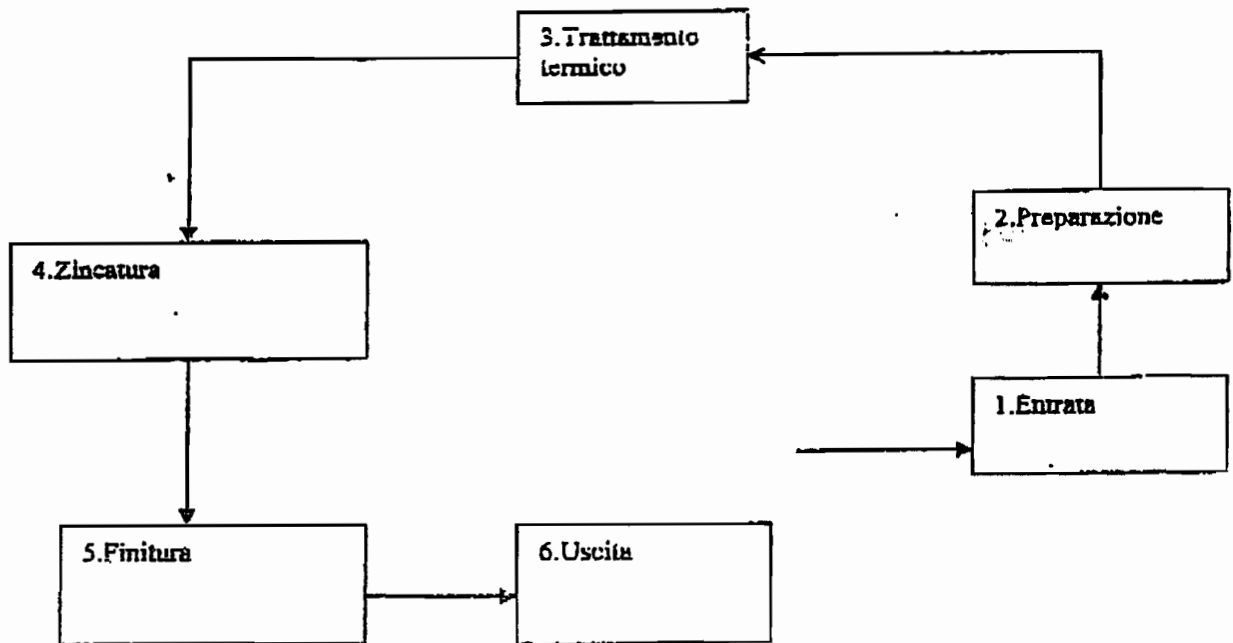 3.Trattamento
termico
2.Preparazione
4.Zincatura
1.Entrata
5.Finitura
6.Uscita